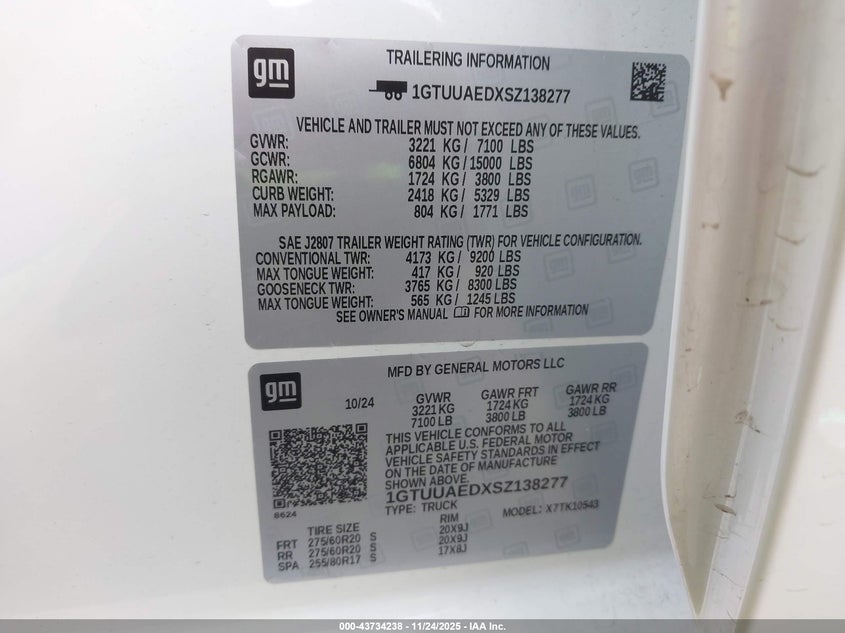 gm
TRAILERING INFORMATION
1GTUUAEDXSZ138277
VEHICLE AND TRAILER MUST NOT EXCEED ANY OF THESE VALUES.
GVWR: 3221 KG / 7100 LBS
GCWR: 6804 KG / 15000 LBS
RGAWR: 1724 KG / 3800 LBS
CURB WEIGHT: 2418 KG / 5329 LBS
MAX PAYLOAD: 804 KG / 1771 LBS
SAE J2807 TRAILER WEIGHT RATING (TWR) FOR VEHICLE CONFIGURATION.
CONVENTIONAL TWR: 4173 KG / 9200 LBS
MAX TONGUE WEIGHT: 417 KG / 920 LBS
GOOSENECK TWR: 3765 KG / 8300 LBS
MAX TONGUE WEIGHT: 565 KG / 1245 LBS
SEE OWNER'S MANUAL FOR MORE INFORMATION
gm
MFD BY GENERAL MOTORS LLC
10/24 GVWR GAWR FRT GAWR RR
3221 KG 1724 KG 1724 KG
7100 LB 3800 LB 3800 LB
THIS VEHICLE CONFORMS TO ALL
APPLICABLE U.S. FEDERAL MOTOR
VEHICLE SAFETY STANDARDS IN EFFECT
ON THE DATE OF MANUFACTURE
SHOWN ABOVE.
1GTUUAEDXSZ138277
TYPE: TRUCK MODEL: X7TK10543
8624
TIRE SIZE RIM
FRT 275/60R20 S 20X9J
RR 275/60R20 S 20X9J
SPA 255/80R17 S 17X8J
000-43734238 - 11/24/2025 - IAA Inc.